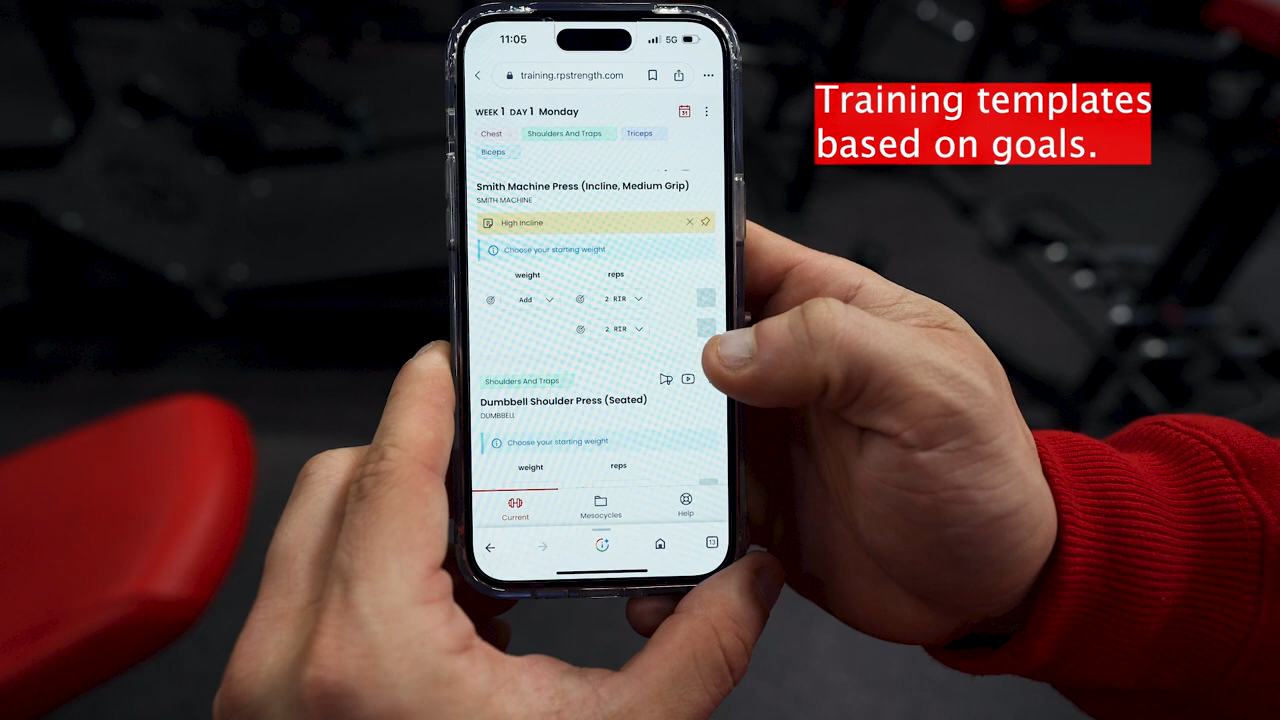 11:05
5G
training.rpstrength.com
WEEK 1 DAY 1 Monday
31
Chest
Shoulders And Traps
Triceps
Biceps
Smith Machine Press (Incline, Medium Grip)
SMITH MACHINE
High Incline
Choose your starting weight
weight reps
Add 2 RIR
2 RIR
Shoulders And Traps
Dumbbell Shoulder Press (Seated)
DUMBBELL
Choose your starting weight
weight reps
Current Mesocycles Help
13
Training templates
based on goals.